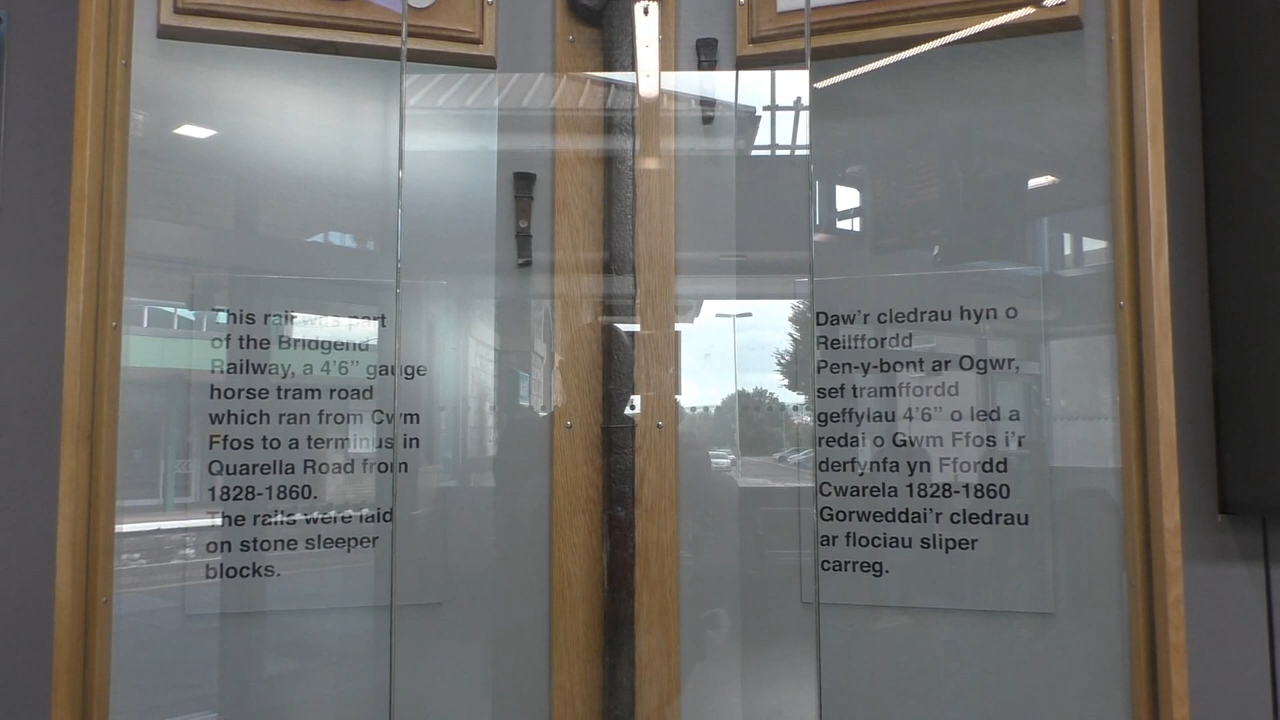 This rail was part
of the Bridgend
Railway, a 4'6” gauge
horse tram road
which ran from Cwm
Ffos to a terminus in
Quarella Road from
1828-1860.
The rails were laid
on stone sleeper
blocks.
Daw'r cledrau hyn o
Reilffordd
Pen-y-bont ar Ogwr,
sef tramffordd
geffylau 4'6” o led a
redai o Gwm Ffos i'r
derfynfa yn Ffordd
Cwarela 1828-1860
Gorweddai'r cledrau
ar flociau sliper
carreg.